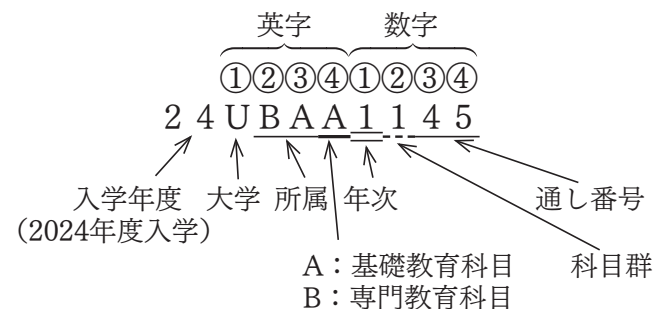 英字 数字
①②③④①②③④
24UBAA1145
入学年度 大学 所属 年次 通し番号
（2024年度入学）
A：基礎教育科目 科目群
B：専門教育科目